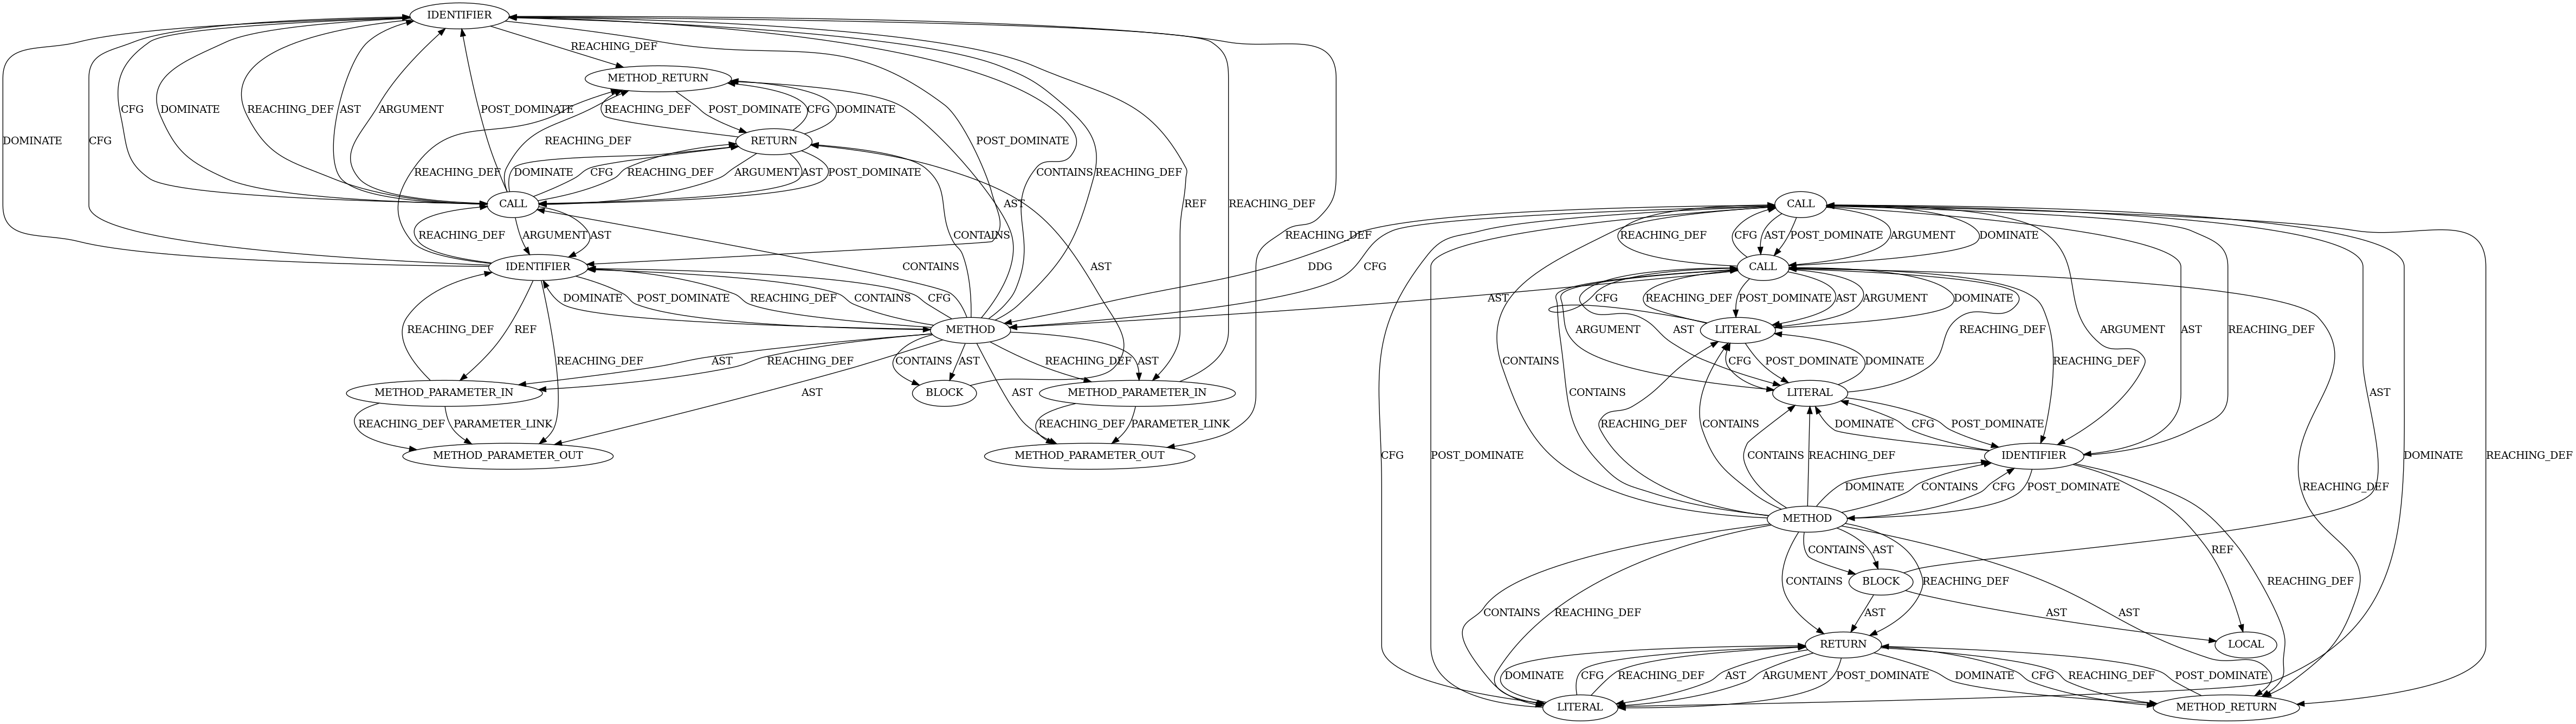 IDENTIFIER
REACHING_DEF
METHOD_RETURN
CFG DOMINATE REACHING_DEF AST ARGUMENT POST_DOMINATE REACHING_DEF POST_DOMINATE CFG DOMINATE
DOMINATE CFG REACHING_DEF RETURN POST_DOMINATE
REACHING_DEF DOMINATE CFG REACHING_DEF ARGUMENT AST POST_DOMINATE CONTAINS REACHING_DEF
CALL AST REF REACHING_DEF CALL
REACHING_DEF ARGUMENT AST CONTAINS REACHING_DEF REACHING_DEF CFG AST POST_DOMINATE ARGUMENT DOMINATE
IDENTIFIER CONTAINS AST DDG CFG CALL
DOMINATE POST_DOMINATE REACHING_DEF CONTAINS CFG AST CFG REACHING_DEF POST_DOMINATE AST ARGUMENT DOMINATE
REACHING_DEF REF METHOD ARGUMENT AST LITERAL REACHING_DEF ARGUMENT AST REACHING_DEF
REACHING_DEF AST REACHING_DEF CONTAINS AST REACHING_DEF AST CONTAINS CFG POST_DOMINATE DOMINATE REACHING_DEF
METHOD_PARAMETER_IN AST BLOCK AST METHOD_PARAMETER_IN CONTAINS LITERAL AST
REACHING_DEF PARAMETER_LINK REACHING_DEF PARAMETER_LINK REACHING_DEF CONTAINS DOMINATE CFG POST_DOMINATE
METHOD_PARAMETER_OUT METHOD_PARAMETER_OUT CFG POST_DOMINATE CONTAINS REACHING_DEF IDENTIFIER DOMINATE REACHING_DEF
DOMINATE CONTAINS CFG POST_DOMINATE REACHING_DEF
METHOD
CONTAINS AST REF
CONTAINS BLOCK REACHING_DEF REACHING_DEF
CONTAINS REACHING_DEF AST AST AST
RETURN LOCAL
DOMINATE CFG REACHING_DEF AST ARGUMENT POST_DOMINATE DOMINATE CFG REACHING_DEF POST_DOMINATE
LITERAL METHOD_RETURN